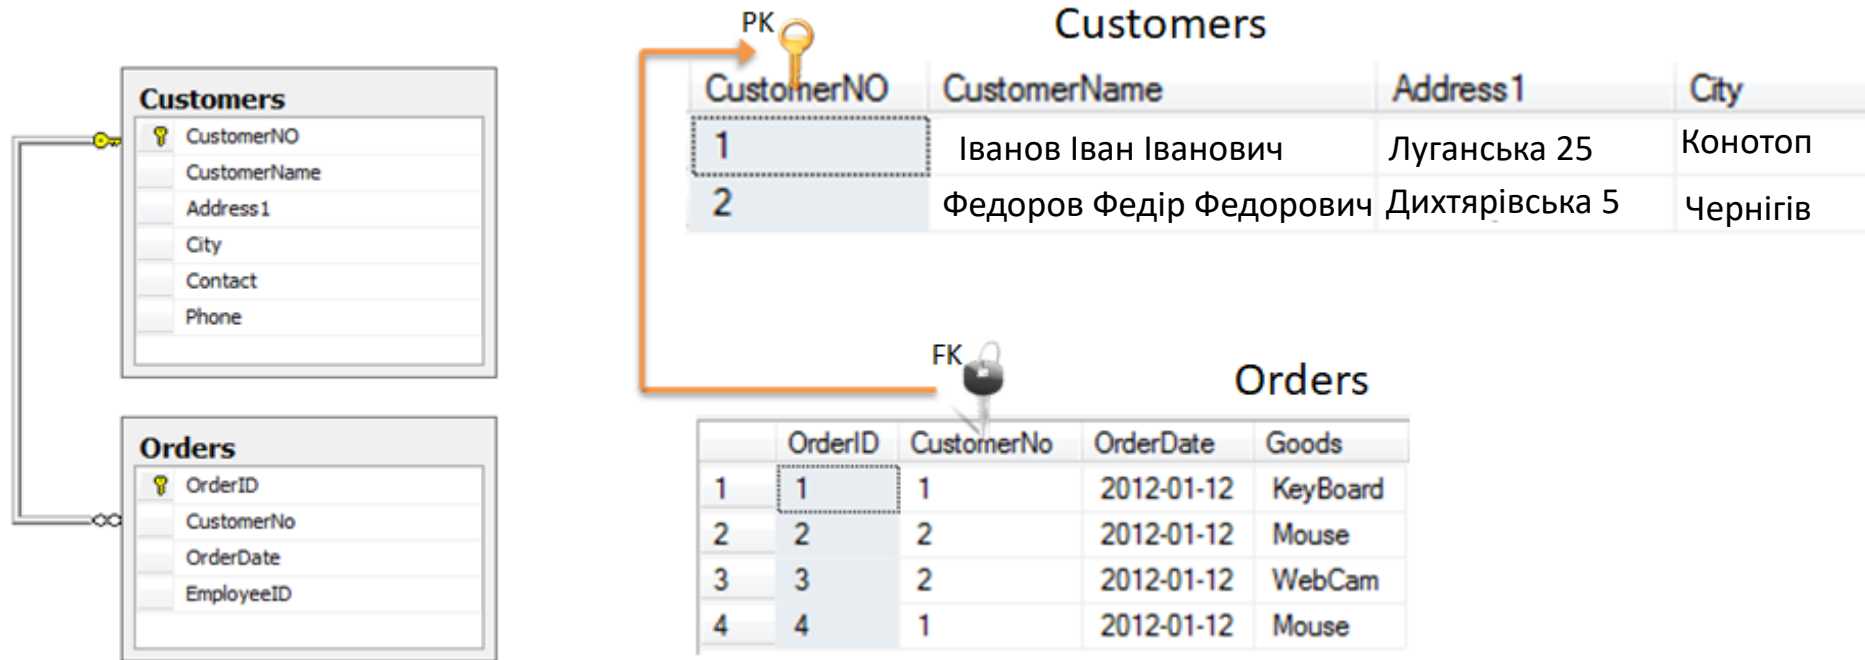 Customers
CustomerNO
CustomerName
Address1
City
Contact
Phone
Orders
OrderID
CustomerNo
OrderDate
EmployeeID
PK
Customers
CustomerNO CustomerName Address1 City
1 Іванов Іван Іванович Луганська 25 Конотоп
2 Федоров Федір Федорович Дихтярівська 5 Чернігів
FK
Orders
OrderID CustomerNo OrderDate Goods
1 1 1 2012-01-12 KeyBoard
2 2 2 2012-01-12 Mouse
3 3 2 2012-01-12 WebCam
4 4 1 2012-01-12 Mouse